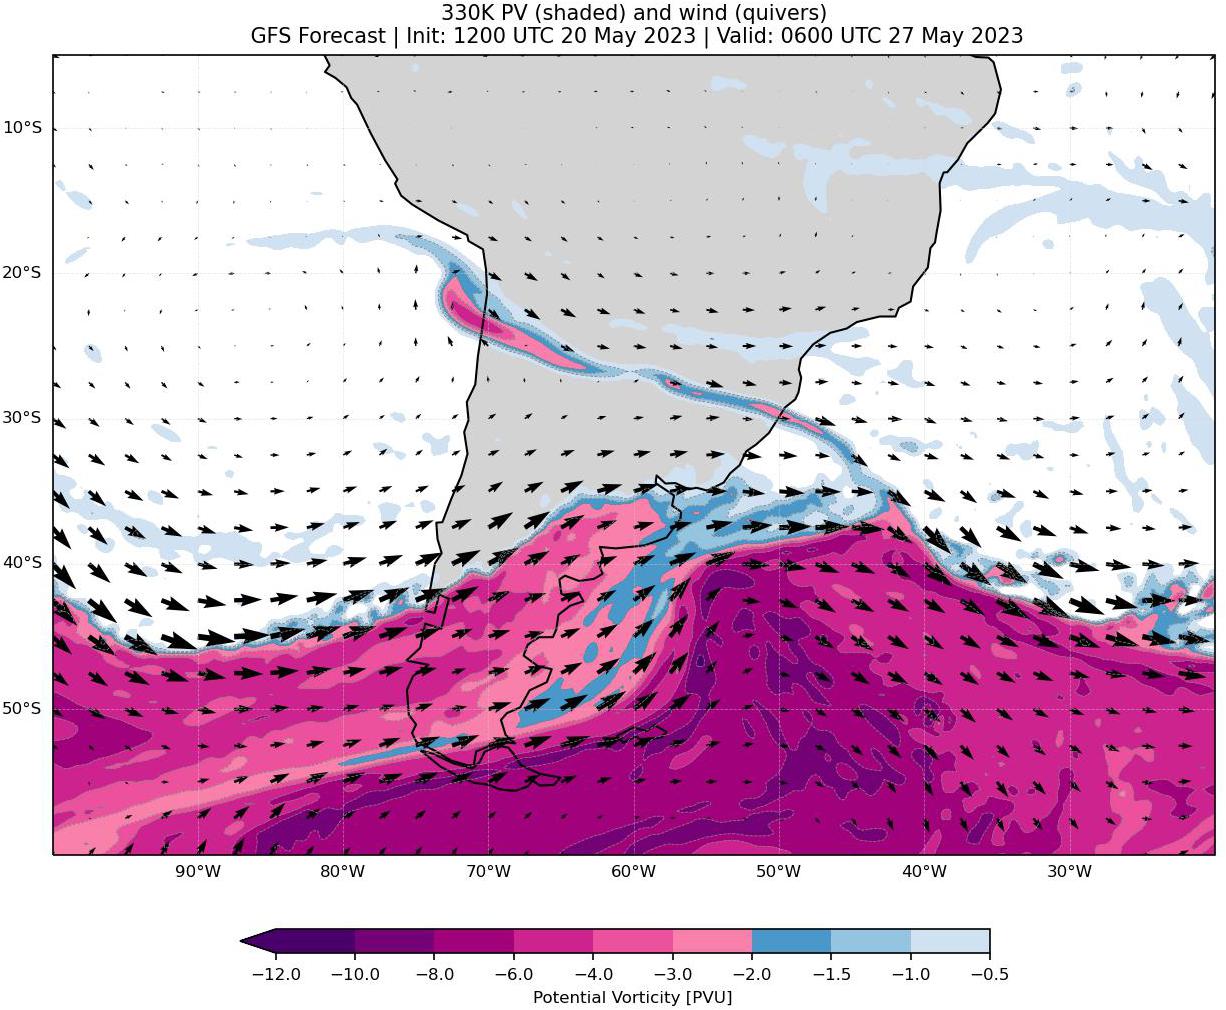 330K PV (shaded) and wind (quivers)
GFS Forecast | Init: 1200 UTC 20 May 2023 | Valid: 0600 UTC 27 May 2023
10°S
20°S
30°S
40°S
50°S
90°W 80°W 70°W 60°W 50°W 40°W 30°W
−12.0 −10.0 −8.0 −6.0 −4.0 −3.0 −2.0 −1.5 −1.0 −0.5
Potential Vorticity [PVU]